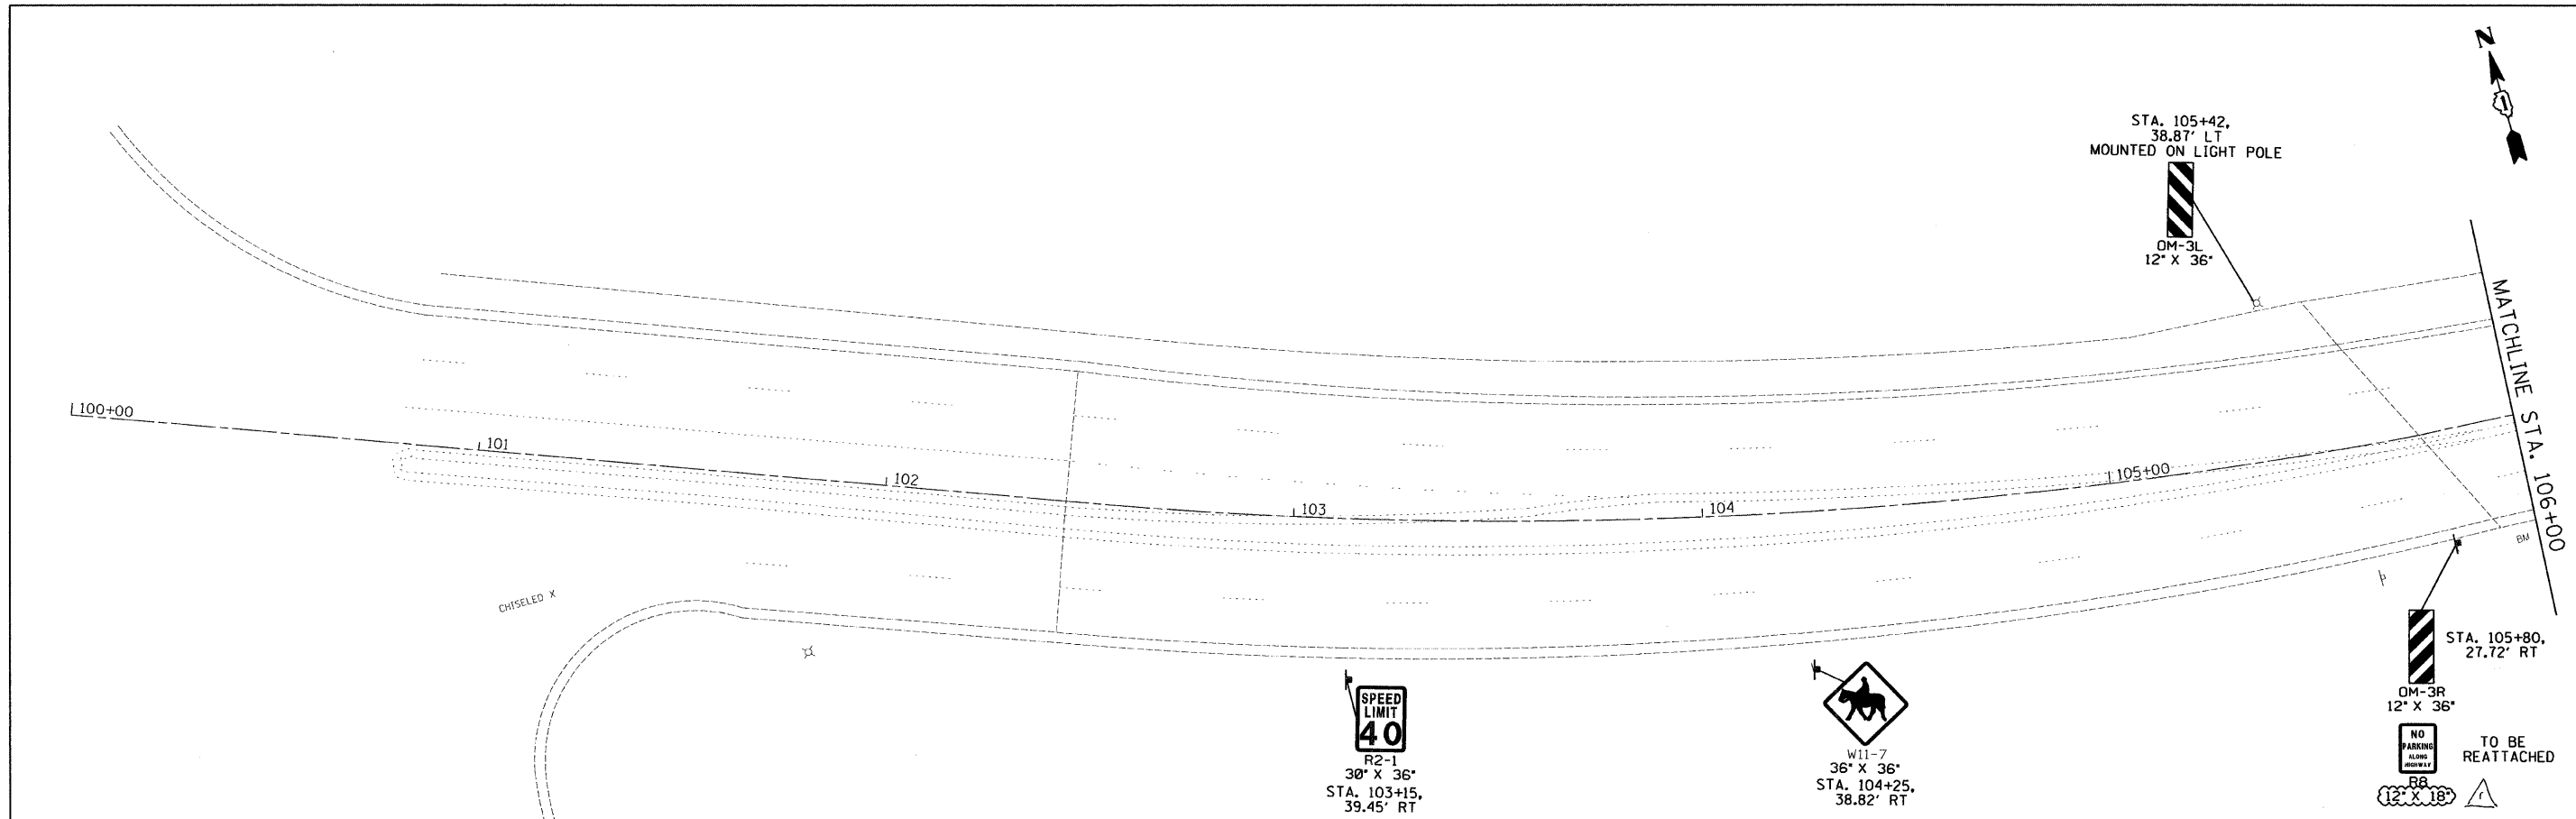 N
STA. 105+42,
38.87' LT
MOUNTED ON LIGHT POLE
OM-3L
12" X 36"
MATCHLINE STA. 106+00
100+00
101
102
103
104
105+00
BM
CHISELED X
SPEED
LIMIT
40
R2-1
30" X 36"
STA. 103+15,
39.45' RT
W11-7
36" X 36"
STA. 104+25,
38.82' RT
STA. 105+80,
27.72' RT
OM-3R
12" X 36"
NO
PARKING
ALONG
HIGHWAY
TO BE
REATTACHED
R8
12" X 18"